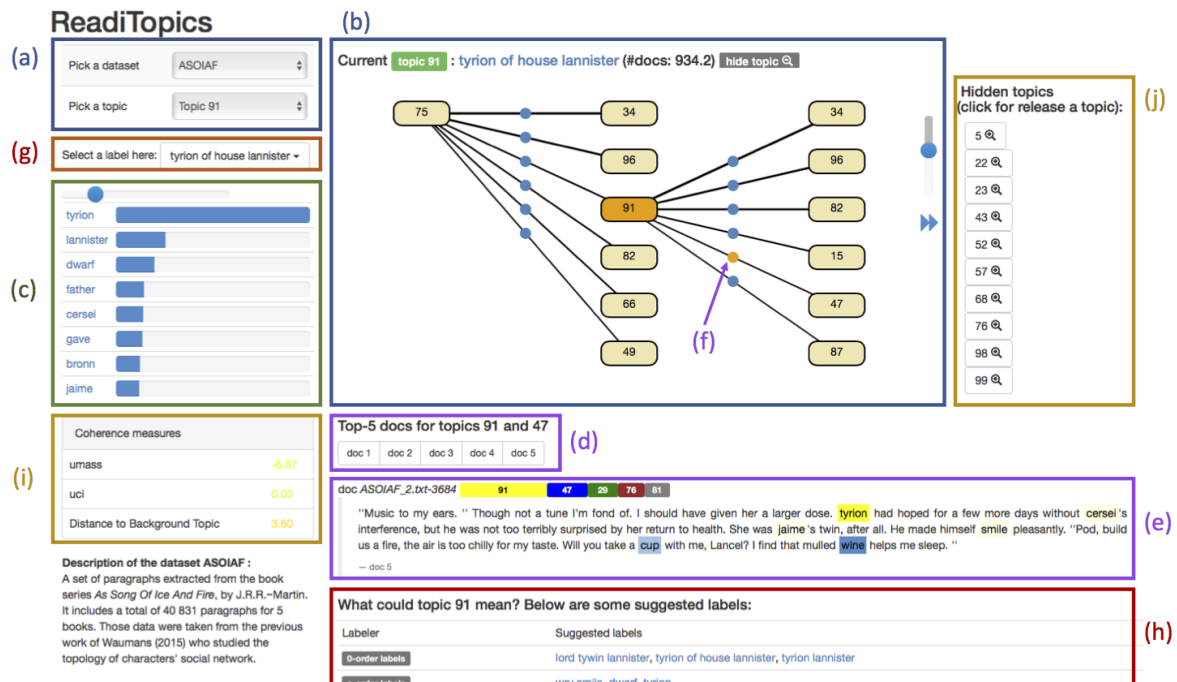 ReadiTopics
(a)
Pick a dataset
ASOIAF
Pick a topic
Topic 91
(g)
Select a label here:
tyrion of house lannister
(c)
tyrion
lannister
dwarf
father
cersei
gave
bronn
jaime
(i)
Coherence measures
umass
-6.87
uci
0.03
Distance to Background Topic
3.60
Description of the dataset ASOIAF :
A set of paragraphs extracted from the book
series As Song Of Ice And Fire, by J.R.R.~Martin.
It includes a total of 40 831 paragraphs for 5
books. Those data were taken from the previous
work of Waumans (2015) who studied the
topology of characters' social network.
(b)
Current topic 91 : tyrion of house lannister (#docs: 934.2) hide topic
75
34
96
91
82
66
49
34
96
82
15
47
87
(f)
Hidden topics
(click for release a topic):
5
22
23
43
52
57
68
76
98
99
(j)
Top-5 docs for topics 91 and 47
doc 1 doc 2 doc 3 doc 4 doc 5
(d)
doc ASOIAF_2.txt-3684 91 47 29 76 81
"Music to my ears. " Though not a tune I'm fond of. I should have given her a larger dose. tyrion had hoped for a few more days without cersei 's
interference, but he was not too terribly surprised by her return to health. She was jaime 's twin, after all. He made himself smile pleasantly. "Pod, build
us a fire, the air is too chilly for my taste. Will you take a cup with me, Lancel? I find that mulled wine helps me sleep. "
— doc 5
(e)
What could topic 91 mean? Below are some suggested labels:
Labeler
Suggested labels
0-order labels
lord tywin lannister, tyrion of house lannister, tyrion lannister
(h)